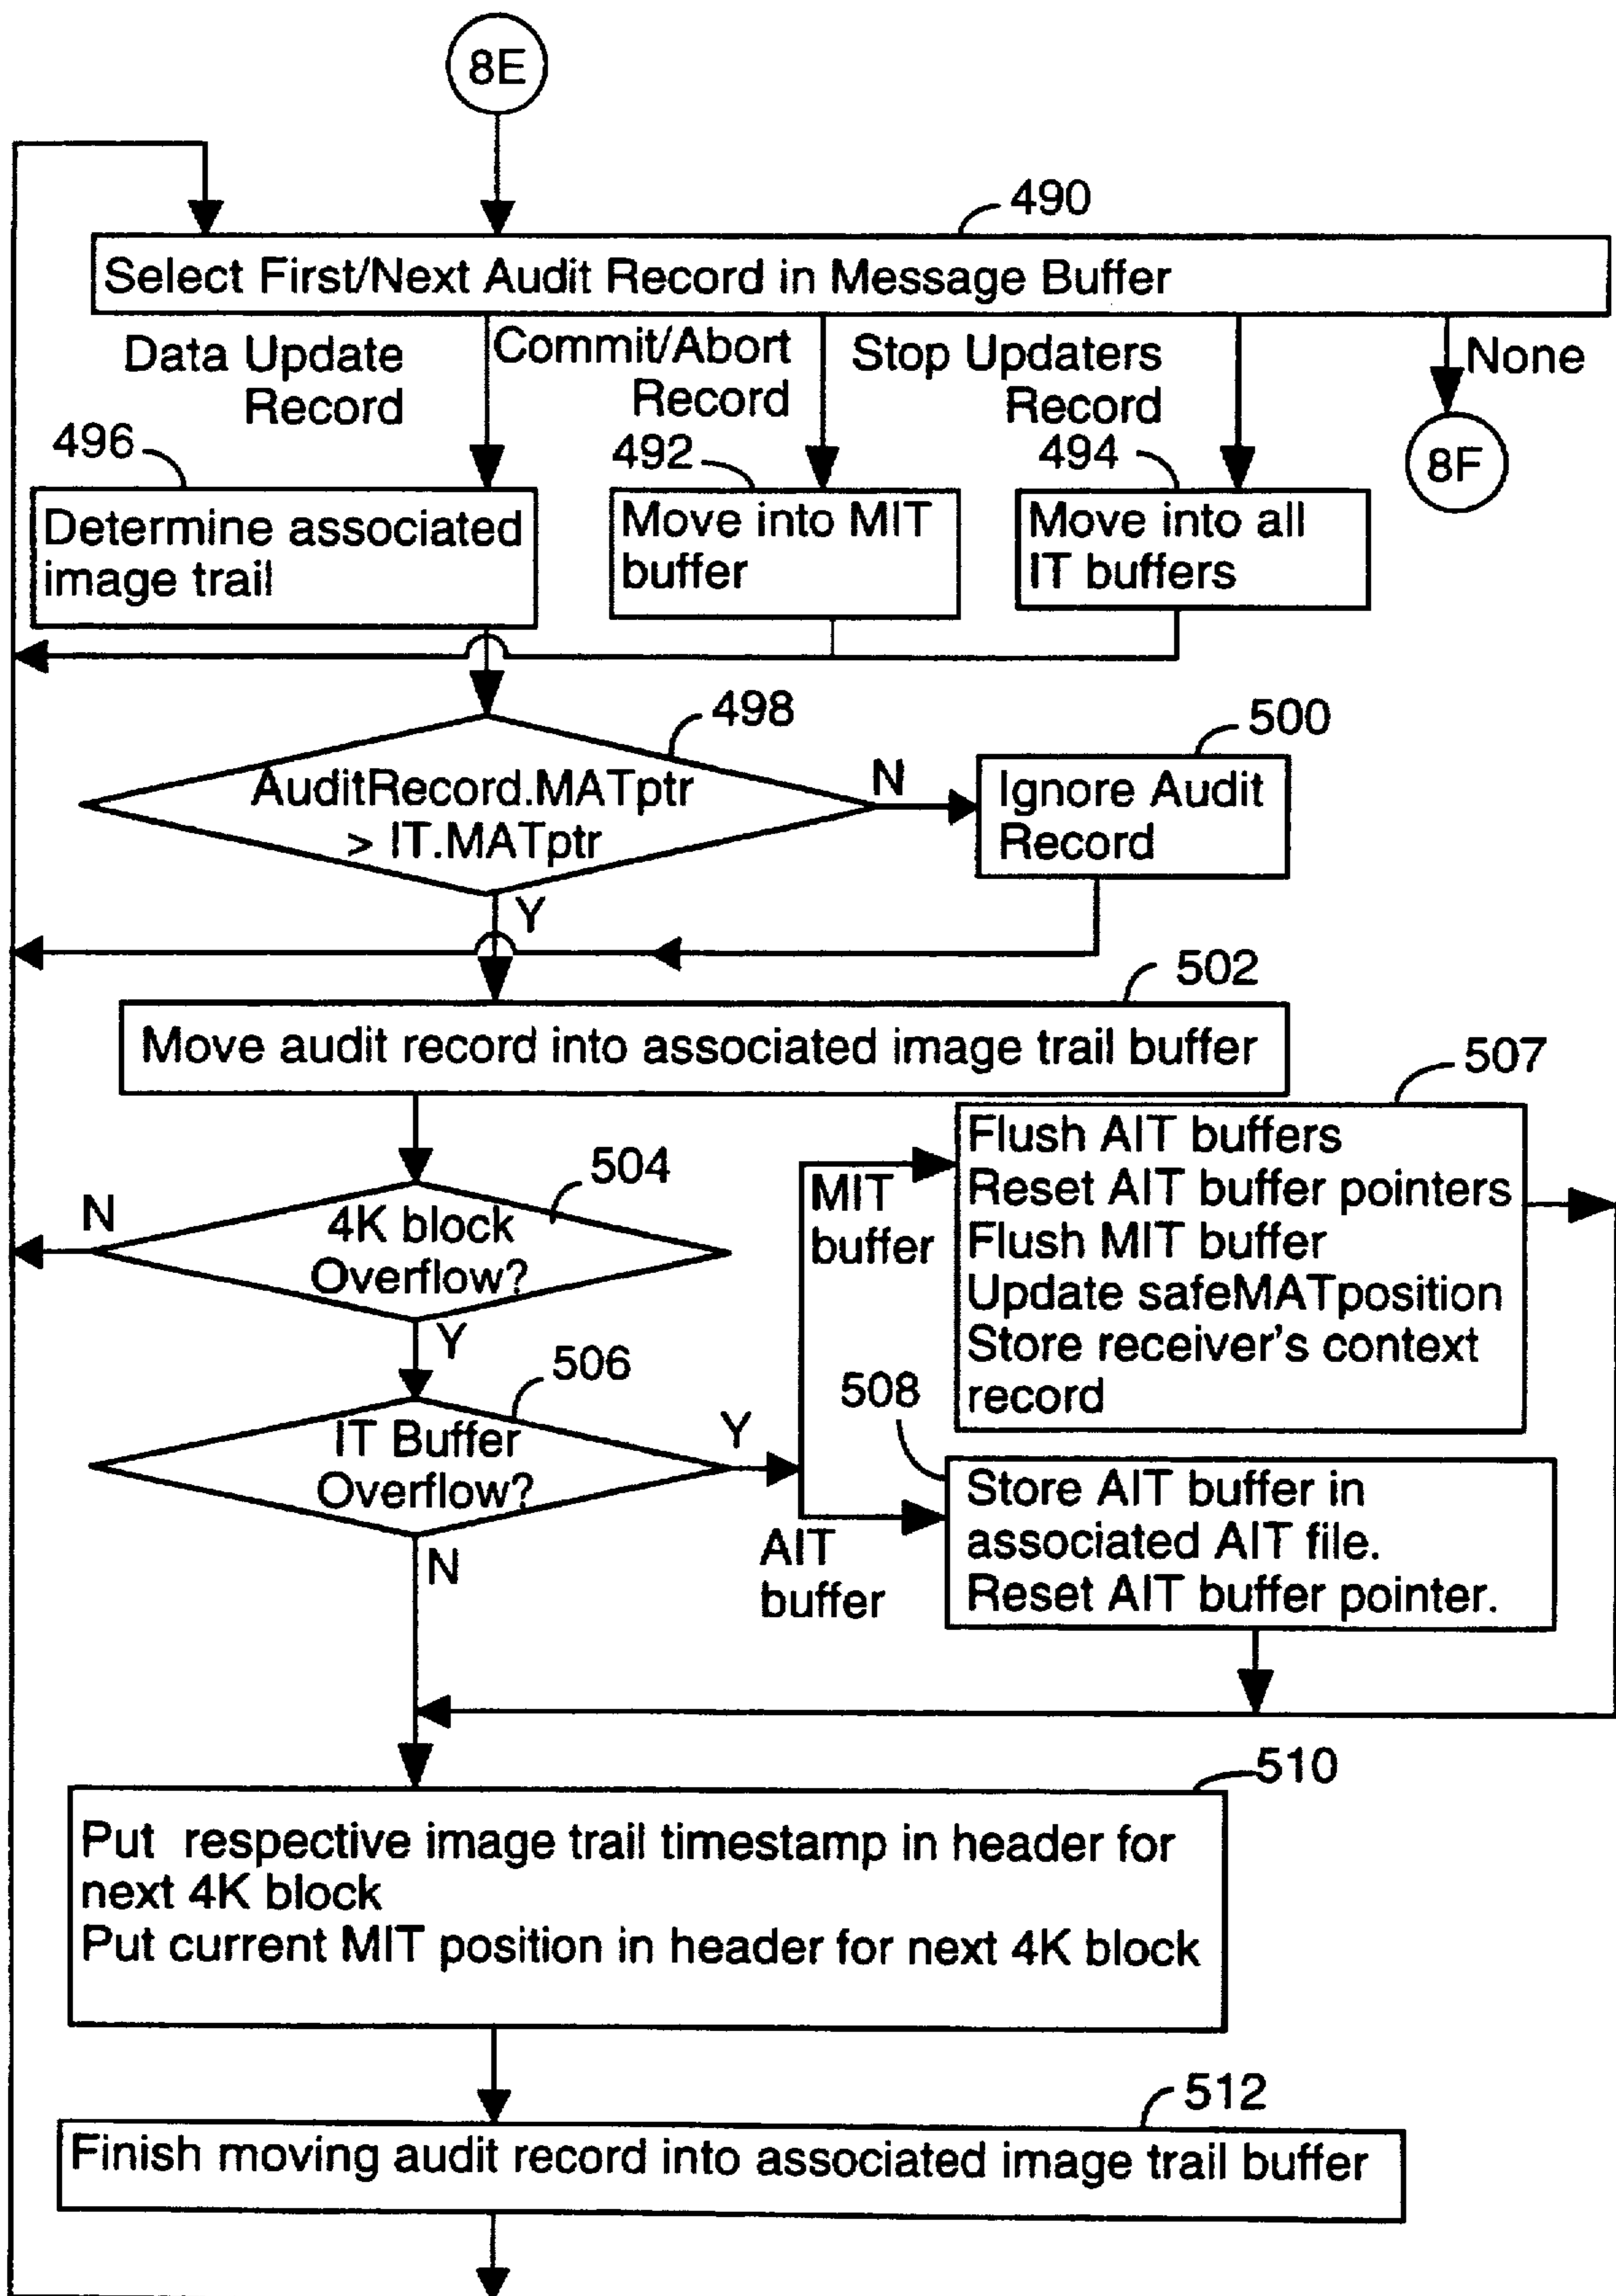 8E
490
Select First/Next Audit Record in Message Buffer
Data Update
Record
Commit/Abort
Record
Stop Updaters
Record
None
8F
496
492
494
Determine associated
image trail
Move into MIT
buffer
Move into all
IT buffers
498
500
AuditRecord.MATptr
> IT.MATptr
N
Ignore Audit
Record
Y
502
Move audit record into associated image trail buffer
507
504
N
4K block
Overflow?
MIT
buffer
Flush AIT buffers
Reset AIT buffer pointers
Flush MIT buffer
Update safeMATposition
Store receiver's context
record
Y
506
508
IT Buffer
Overflow?
Y
AIT
buffer
Store AIT buffer in
associated AIT file.
Reset AIT buffer pointer.
N
510
Put respective image trail timestamp in header for
next 4K block
Put current MIT position in header for next 4K block
512
Finish moving audit record into associated image trail buffer